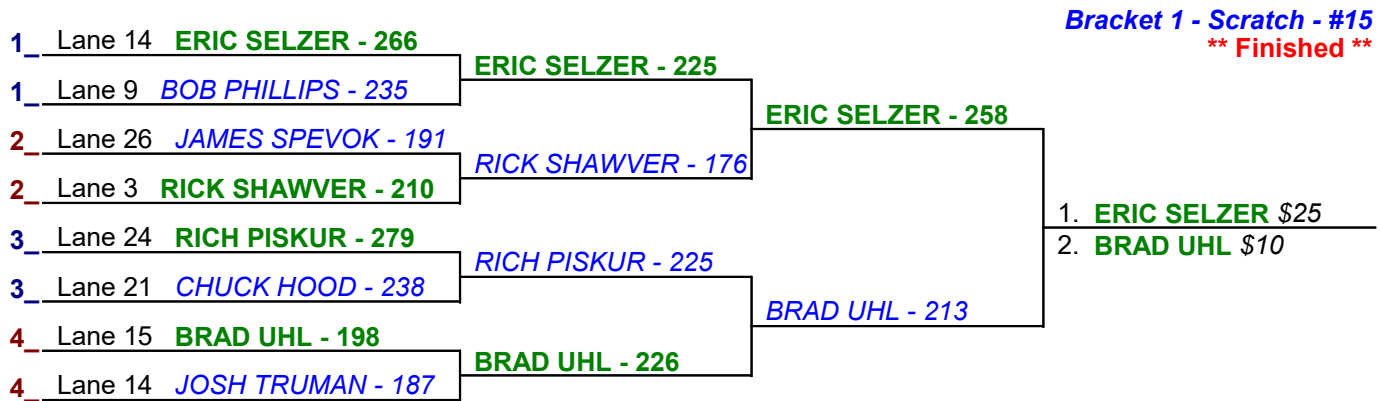 Bracket 1 - Scratch - #15
** Finished **
1_ Lane 14 ERIC SELZER - 266
ERIC SELZER - 225
1_ Lane 9 BOB PHILLIPS - 235
ERIC SELZER - 258
2_ Lane 26 JAMES SPEVOK - 191
RICK SHAWVER - 176
2_ Lane 3 RICK SHAWVER - 210
1. ERIC SELZER $25
2. BRAD UHL $10
3_ Lane 24 RICH PISKUR - 279
RICH PISKUR - 225
3_ Lane 21 CHUCK HOOD - 238
BRAD UHL - 213
4_ Lane 15 BRAD UHL - 198
BRAD UHL - 226
4_ Lane 14 JOSH TRUMAN - 187